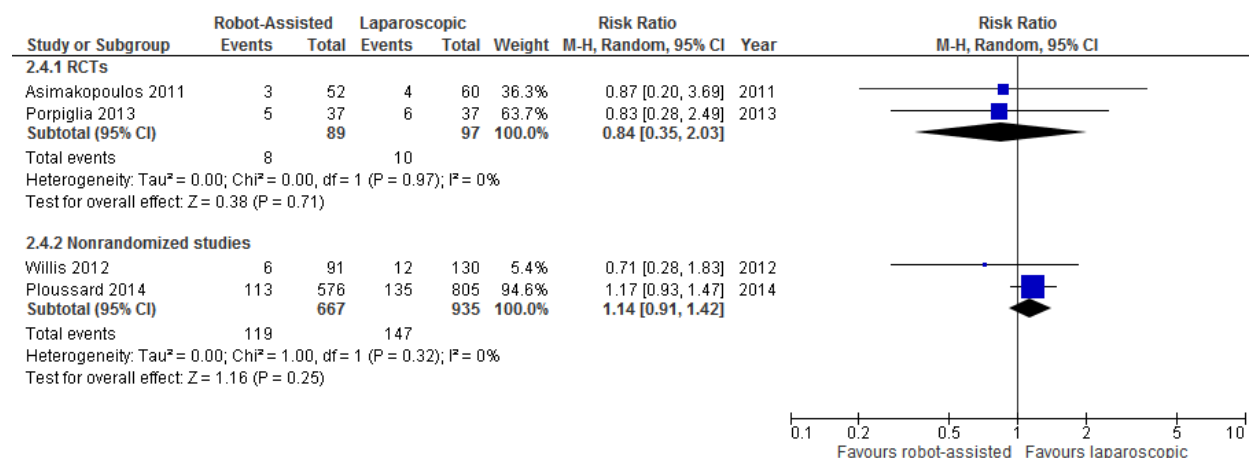 Robot-Assisted Laparoscopic Risk Ratio Risk Ratio
Study or Subgroup Events Total Events Total Weight M-H, Random, 95% CI Year M-H, Random, 95% CI
2.4.1 RCTs
Asimakopoulos 2011 3 52 4 60 36.3% 0.87 [0.20, 3.69] 2011
Porpiglia 2013 5 37 6 37 63.7% 0.83 [0.28, 2.49] 2013
Subtotal (95% CI) 89 97 100.0% 0.84 [0.35, 2.03]
Total events 8 10
Heterogeneity: Tau² = 0.00; Chi² = 0.00, df = 1 (P = 0.97); I² = 0%
Test for overall effect: Z = 0.38 (P = 0.71)
2.4.2 Nonrandomized studies
Willis 2012 6 91 12 130 5.4% 0.71 [0.28, 1.83] 2012
Ploussard 2014 113 576 135 805 94.6% 1.17 [0.93, 1.47] 2014
Subtotal (95% CI) 667 935 100.0% 1.14 [0.91, 1.42]
Total events 119 147
Heterogeneity: Tau² = 0.00; Chi² = 1.00, df = 1 (P = 0.32); I² = 0%
Test for overall effect: Z = 1.16 (P = 0.25)
0.1 0.2 0.5 1 2 5 10
Favours robot-assisted Favours laparoscopic